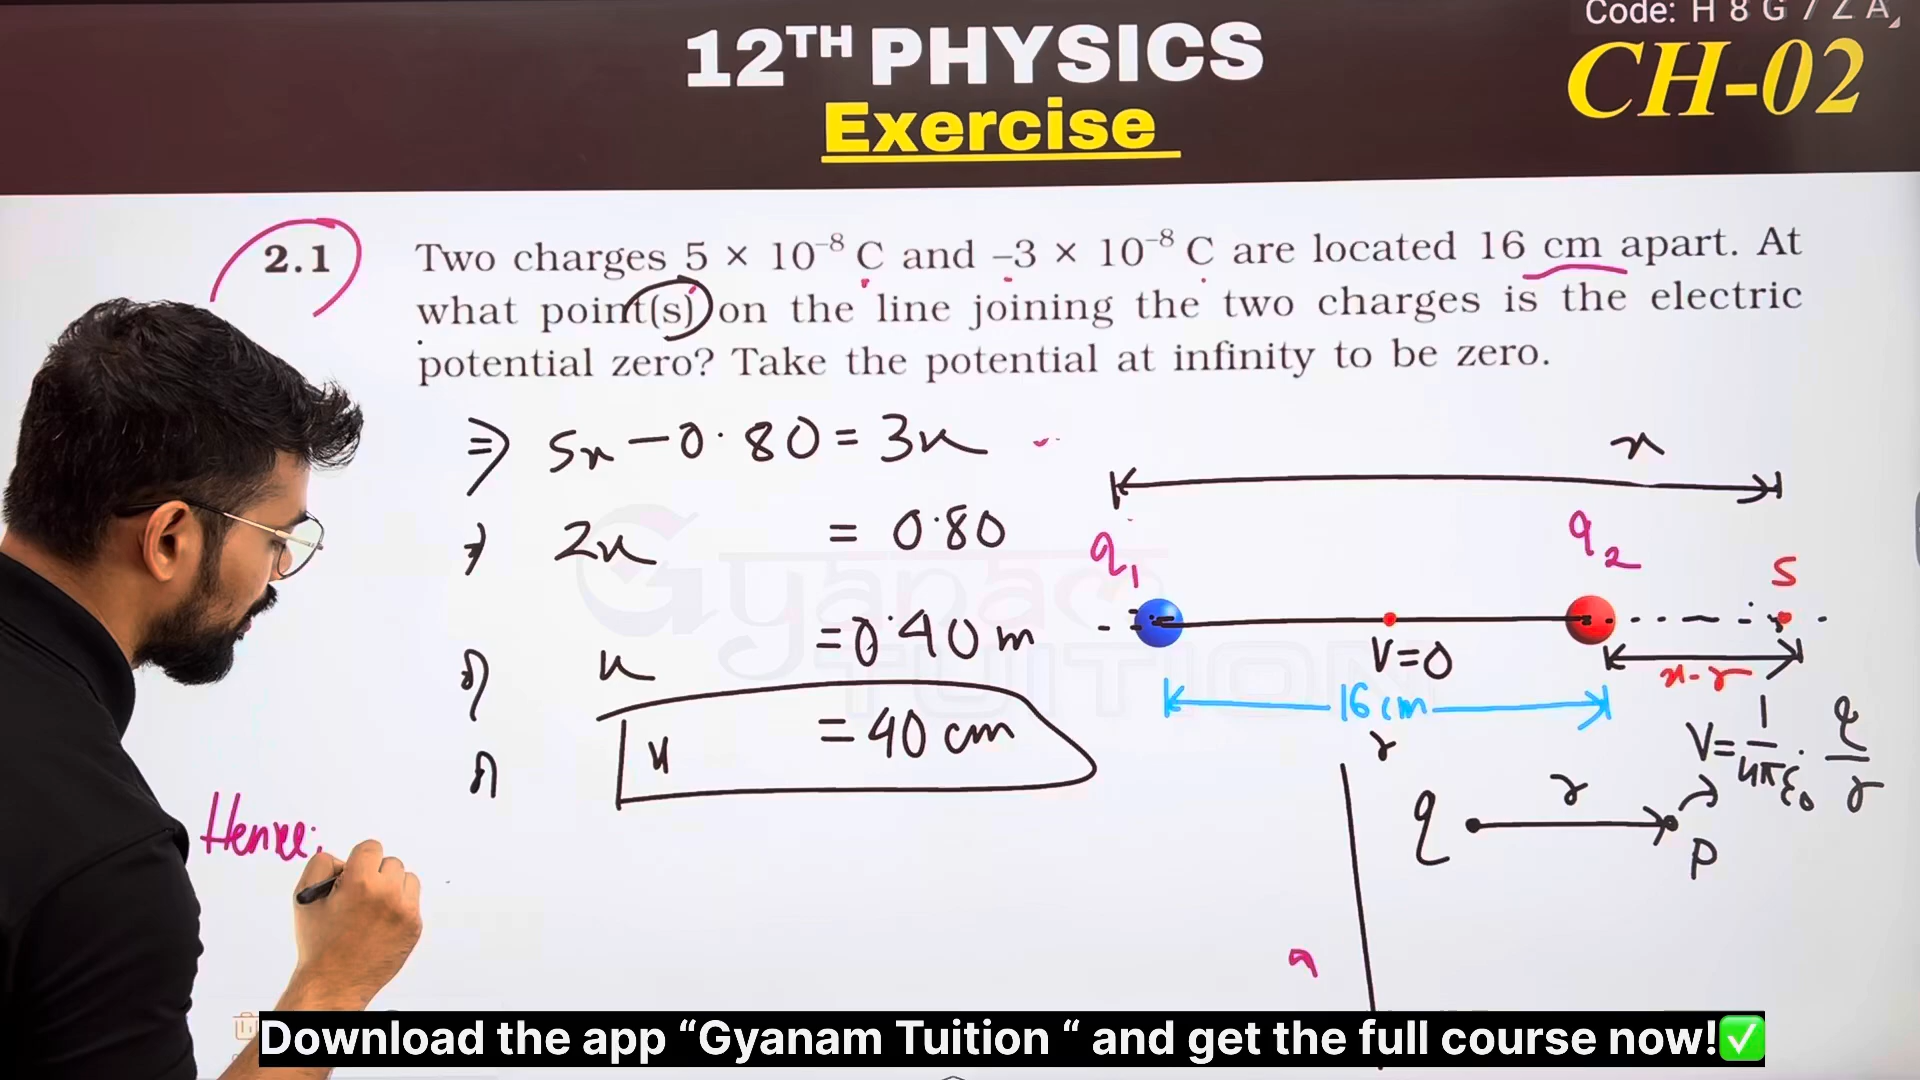 Code: H 8 G 7 Z A
12TH PHYSICS
CH-02
Exercise
2.1 Two charges 5 × 10⁻⁸ C and –3 × 10⁻⁸ C are located 16 cm apart. At
what point(s) on the line joining the two charges is the electric
potential zero? Take the potential at infinity to be zero.
⇒ 5x – 0.80 = 3x
⇒ 2x = 0.80
⇒ x = 0.40 m
⇒ x = 40 cm
Hence:
x
q₁
q₂
S
V=0
x-r
16 cm
r
V = 1/4πε₀ . q/r
q
r
P
Gyanam
TUITION
Download the app “Gyanam Tuition “ and get the full course now!✅